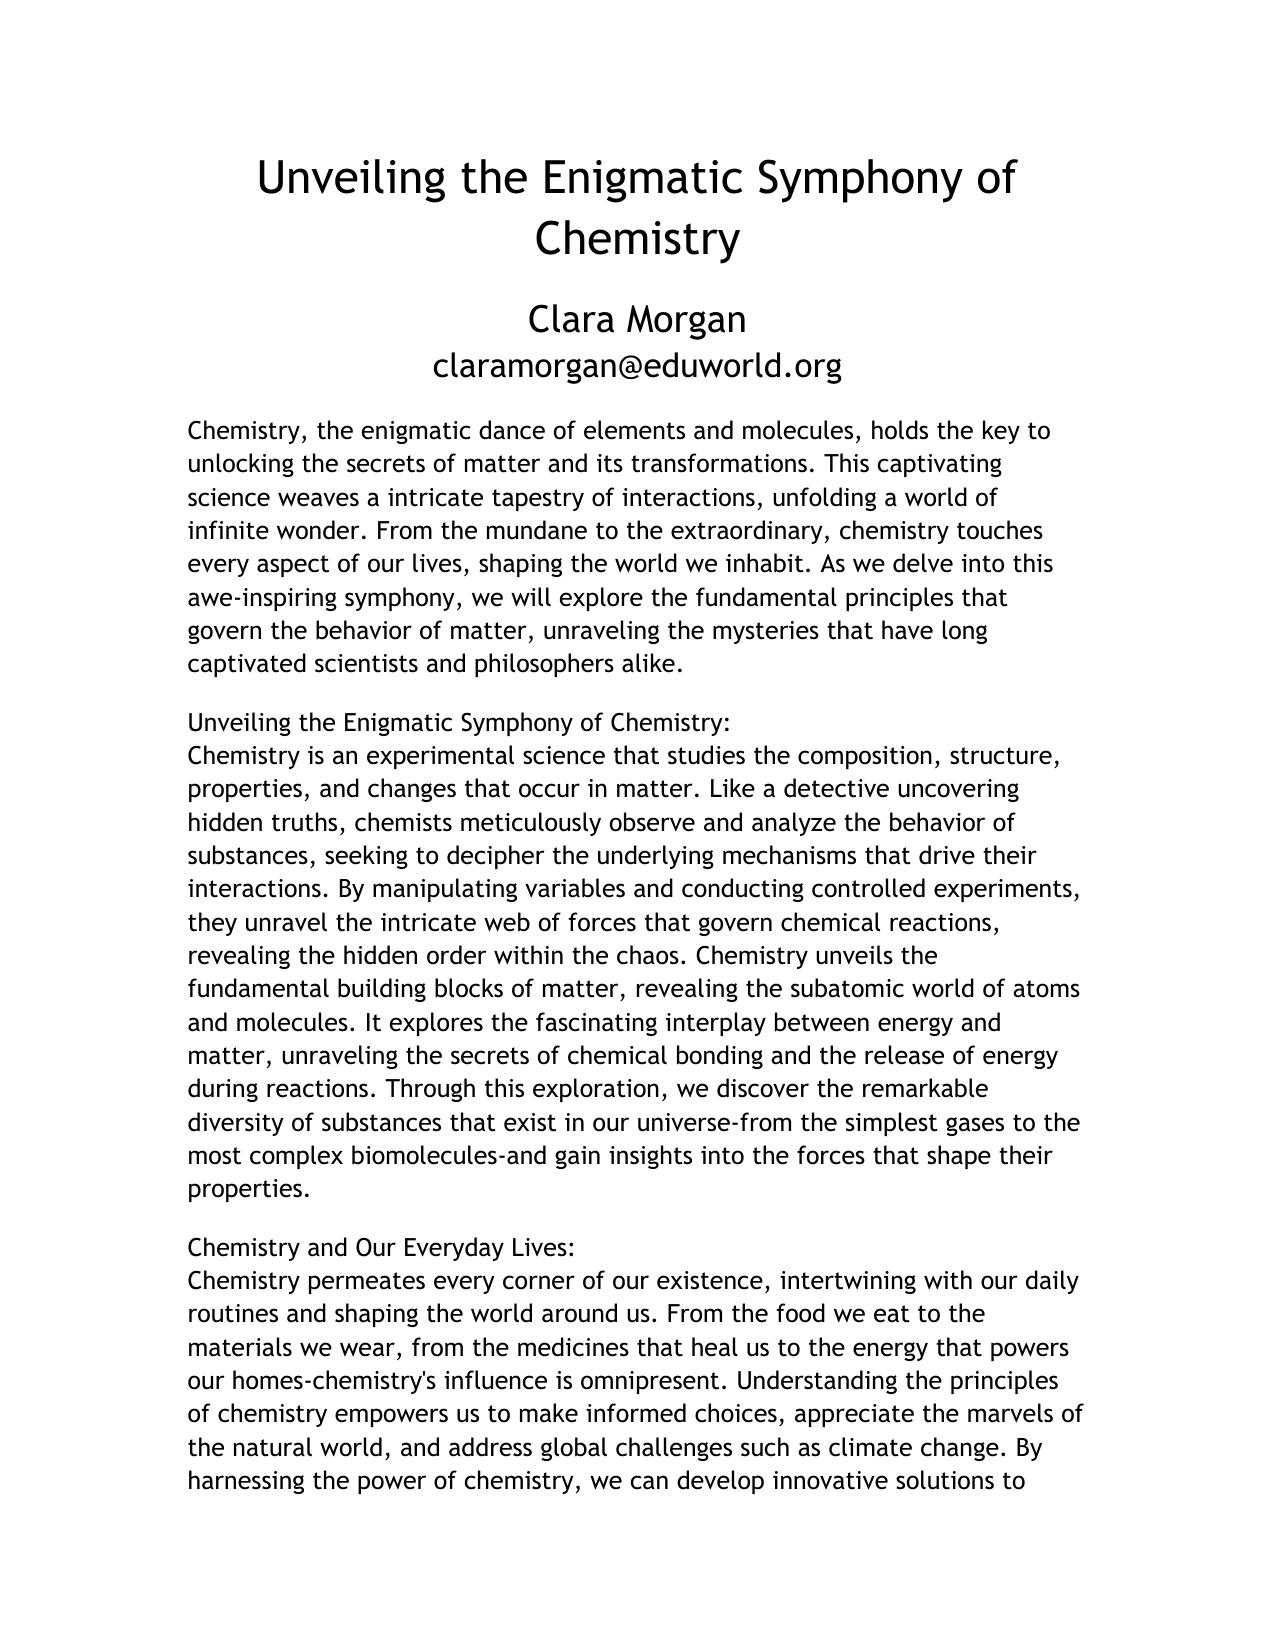 Unveiling the Enigmatic Symphony of
Chemistry
Clara Morgan
claramorgan@eduworld.org
Chemistry, the enigmatic dance of elements and molecules, holds the key to
unlocking the secrets of matter and its transformations. This captivating
science weaves a intricate tapestry of interactions, unfolding a world of
infinite wonder. From the mundane to the extraordinary, chemistry touches
every aspect of our lives, shaping the world we inhabit. As we delve into this
awe-inspiring symphony, we will explore the fundamental principles that
govern the behavior of matter, unraveling the mysteries that have long
captivated scientists and philosophers alike.
Unveiling the Enigmatic Symphony of Chemistry:
Chemistry is an experimental science that studies the composition, structure,
properties, and changes that occur in matter. Like a detective uncovering
hidden truths, chemists meticulously observe and analyze the behavior of
substances, seeking to decipher the underlying mechanisms that drive their
interactions. By manipulating variables and conducting controlled experiments,
they unravel the intricate web of forces that govern chemical reactions,
revealing the hidden order within the chaos. Chemistry unveils the
fundamental building blocks of matter, revealing the subatomic world of atoms
and molecules. It explores the fascinating interplay between energy and
matter, unraveling the secrets of chemical bonding and the release of energy
during reactions. Through this exploration, we discover the remarkable
diversity of substances that exist in our universe-from the simplest gases to the
most complex biomolecules-and gain insights into the forces that shape their
properties.
Chemistry and Our Everyday Lives:
Chemistry permeates every corner of our existence, intertwining with our daily
routines and shaping the world around us. From the food we eat to the
materials we wear, from the medicines that heal us to the energy that powers
our homes-chemistry's influence is omnipresent. Understanding the principles
of chemistry empowers us to make informed choices, appreciate the marvels of
the natural world, and address global challenges such as climate change. By
harnessing the power of chemistry, we can develop innovative solutions to